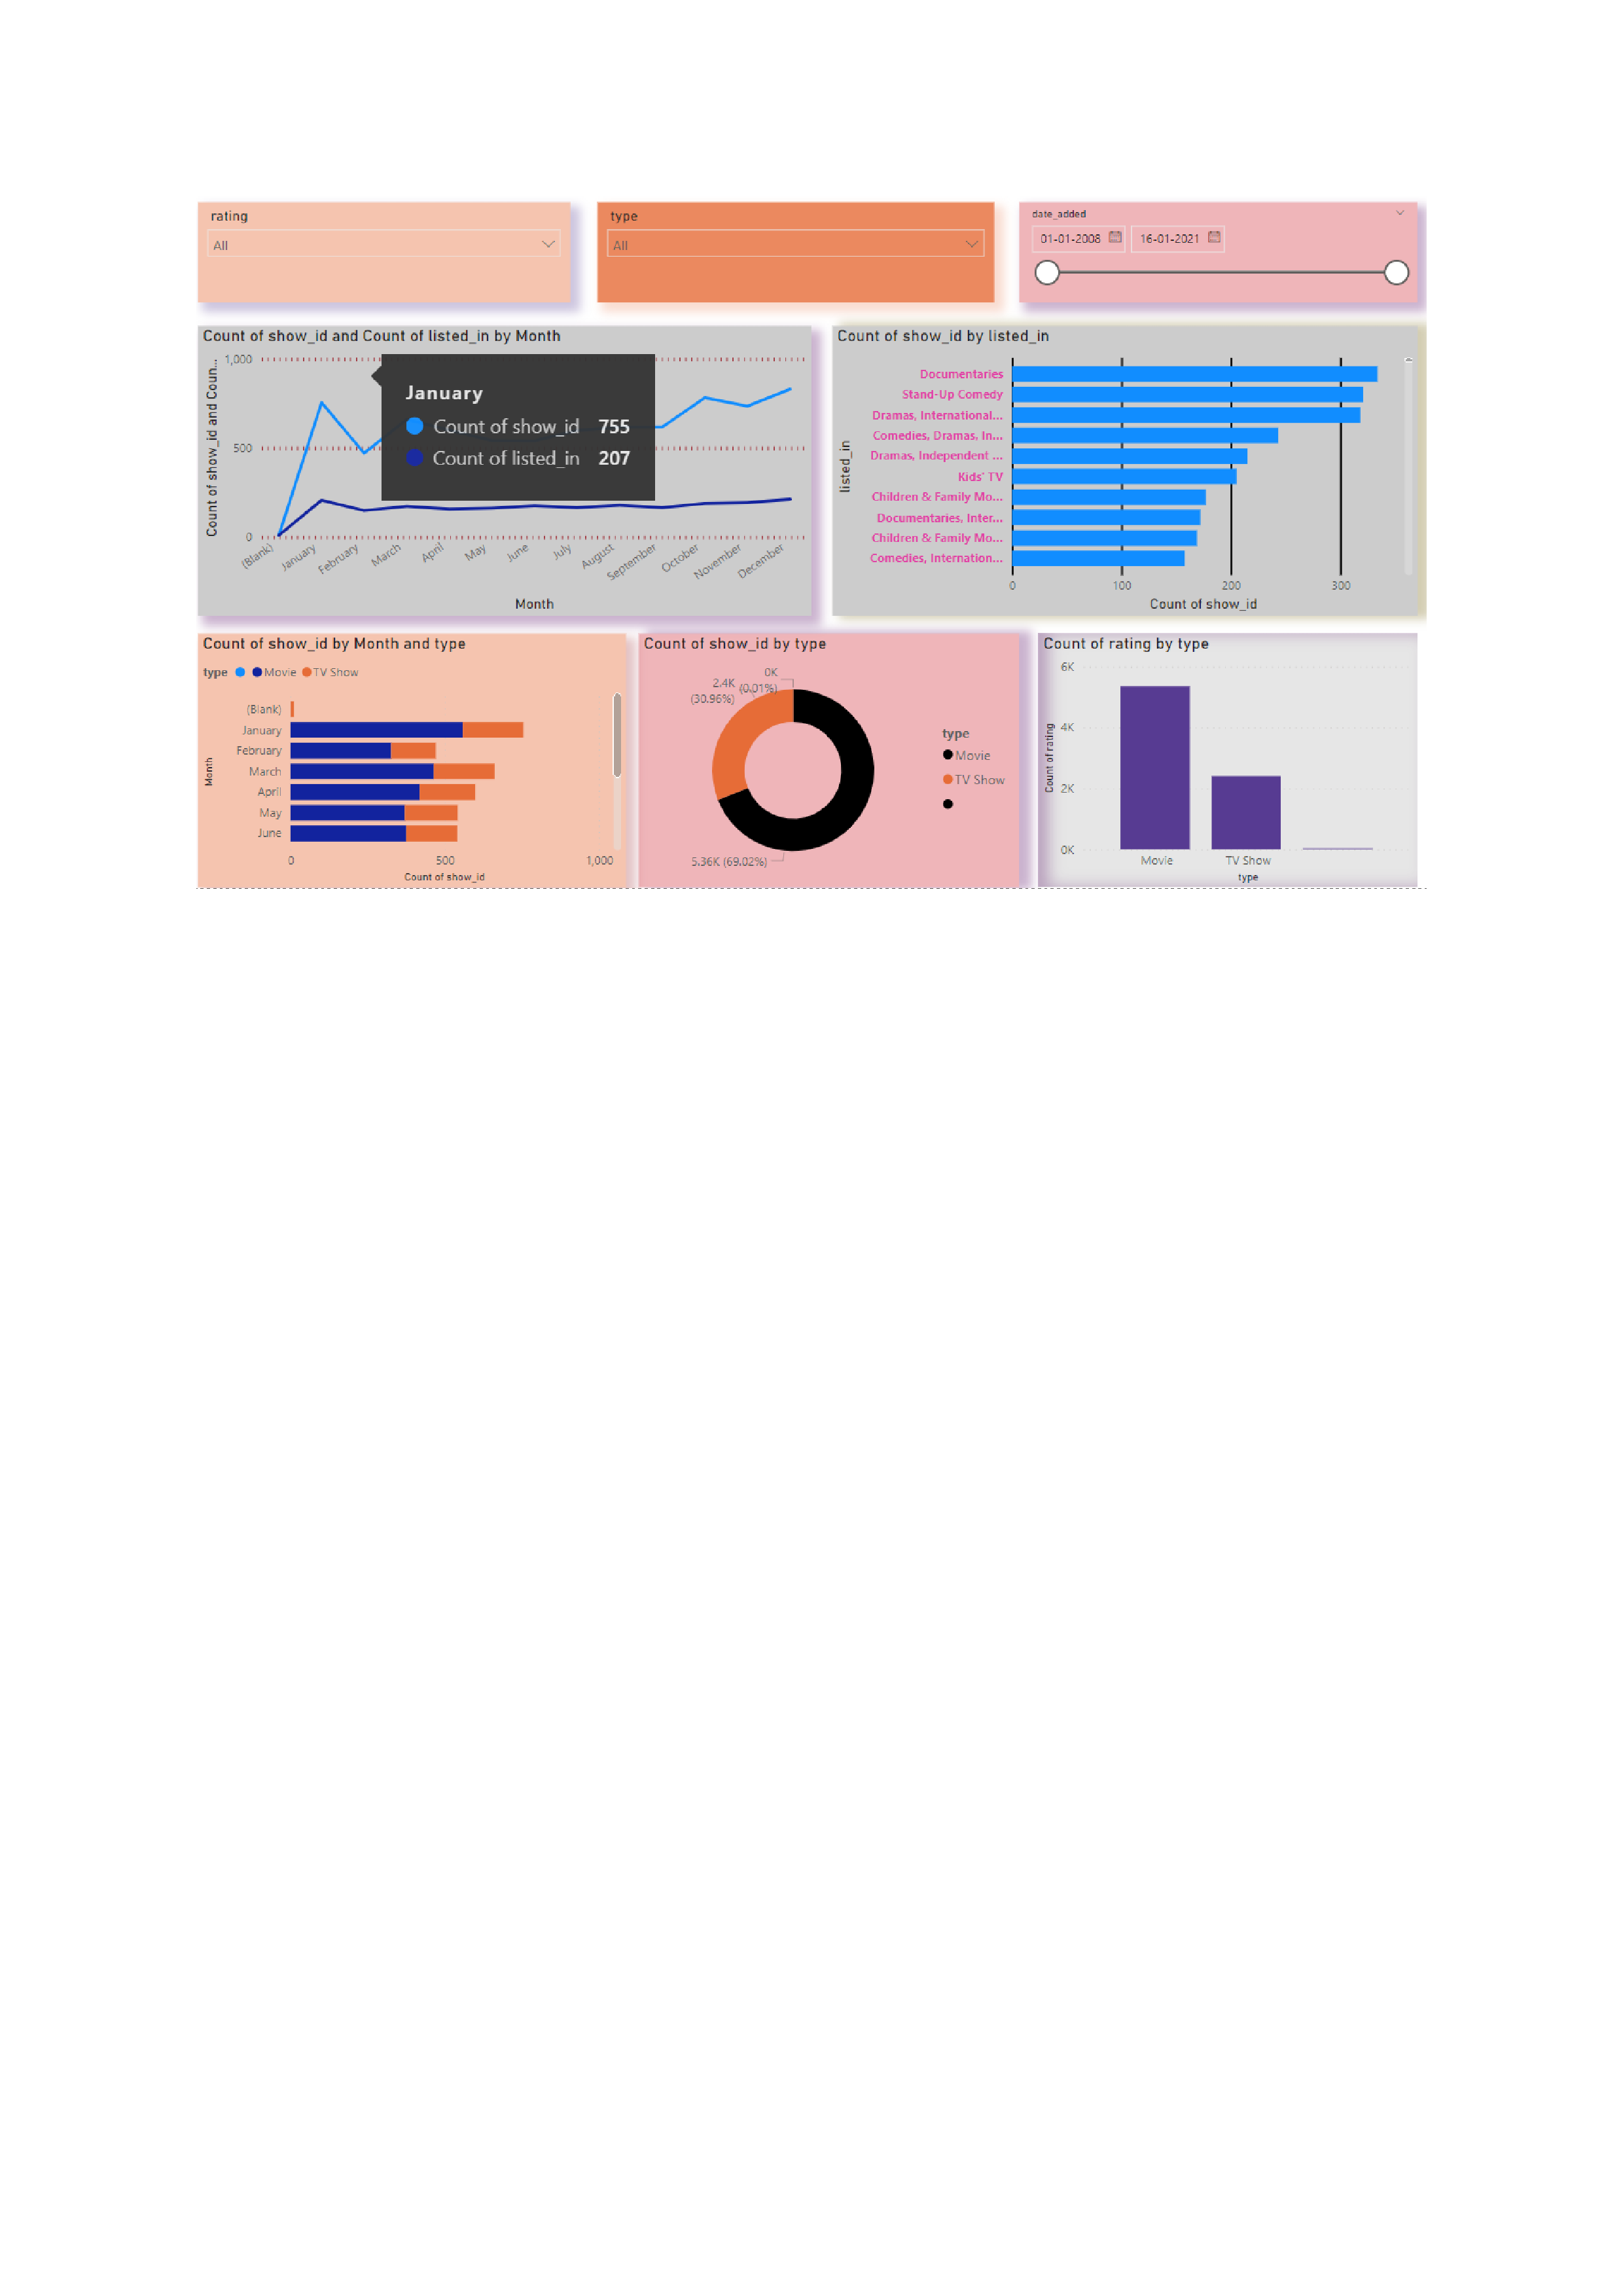 rating
All
type
All
date_added
01-01-2008
16-01-2021
Count of show_id and Count of listed_in by Month
Count of show_id and Coun...
1,000
500
0
January
Count of show_id 755
Count of listed_in 207
(Blank)
January
February
March
April
May
June
July
August
September
October
November
December
Month
Count of show_id by listed_in
listed_in
Documentaries
Stand-Up Comedy
Dramas, International...
Comedies, Dramas, In...
Dramas, Independent ...
Kids' TV
Children & Family Mo...
Documentaries, Inter...
Children & Family Mo...
Comedies, Internation...
0
100
200
300
Count of show_id
Count of show_id by Month and type
type
Movie
TV Show
Month
(Blank)
January
February
March
April
May
June
0
500
1,000
Count of show_id
Count of show_id by type
0K
(0.01%)
2.4K
(30.96%)
5.36K (69.02%)
type
Movie
TV Show
Count of rating by type
Count of rating
6K
4K
2K
0K
Movie
TV Show
type